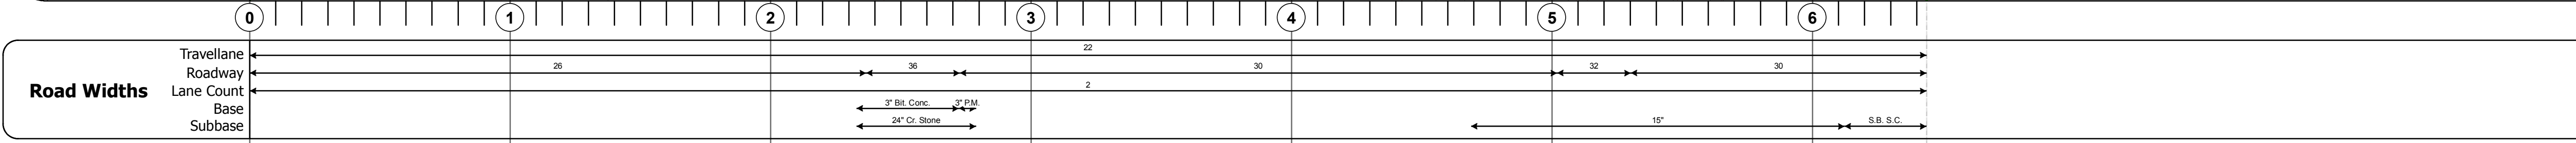 0 1 2 3 4 5 6
Road Widths
Travellane 22
Roadway 26 36 30 32 30
Lane Count 2
Base 3" Bit. Conc. 3" P.M.
Subbase 24" Cr. Stone 15" S.B. S.C.